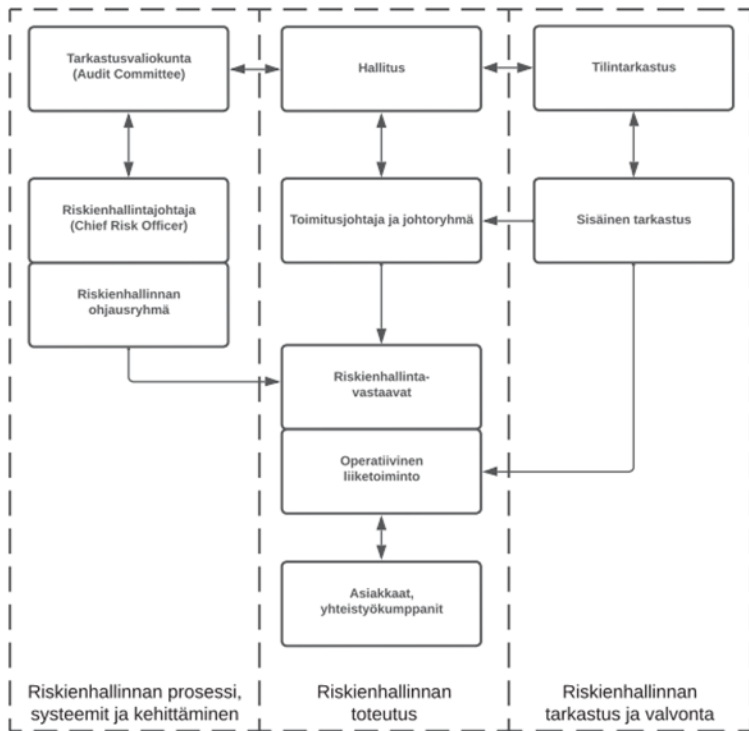 Tarkastusvaliokunta
(Audit Committee)
Hallitus
Tilintarkastus
Riskienhallintajohtaja
(Chief Risk Officer)
Toimitusjohtaja ja johtoryhmä
Sisäinen tarkastus
Riskienhallinnan
ohjausryhmä
Riskienhallinta-
vastaavat
Operatiivinen
liiketoiminto
Asiakkaat,
yhteistyökumppanit
Riskienhallinnan prosessi,
systeemit ja kehittäminen
Riskienhallinnan
toteutus
Riskienhallinnan
tarkastus ja valvonta